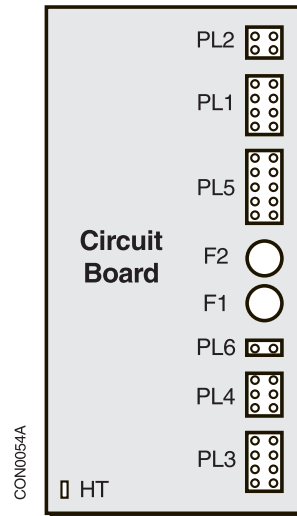 PL2
PL1
PL5
Circuit
Board
F2
F1
PL6
PL4
PL3
HT
CON0054A